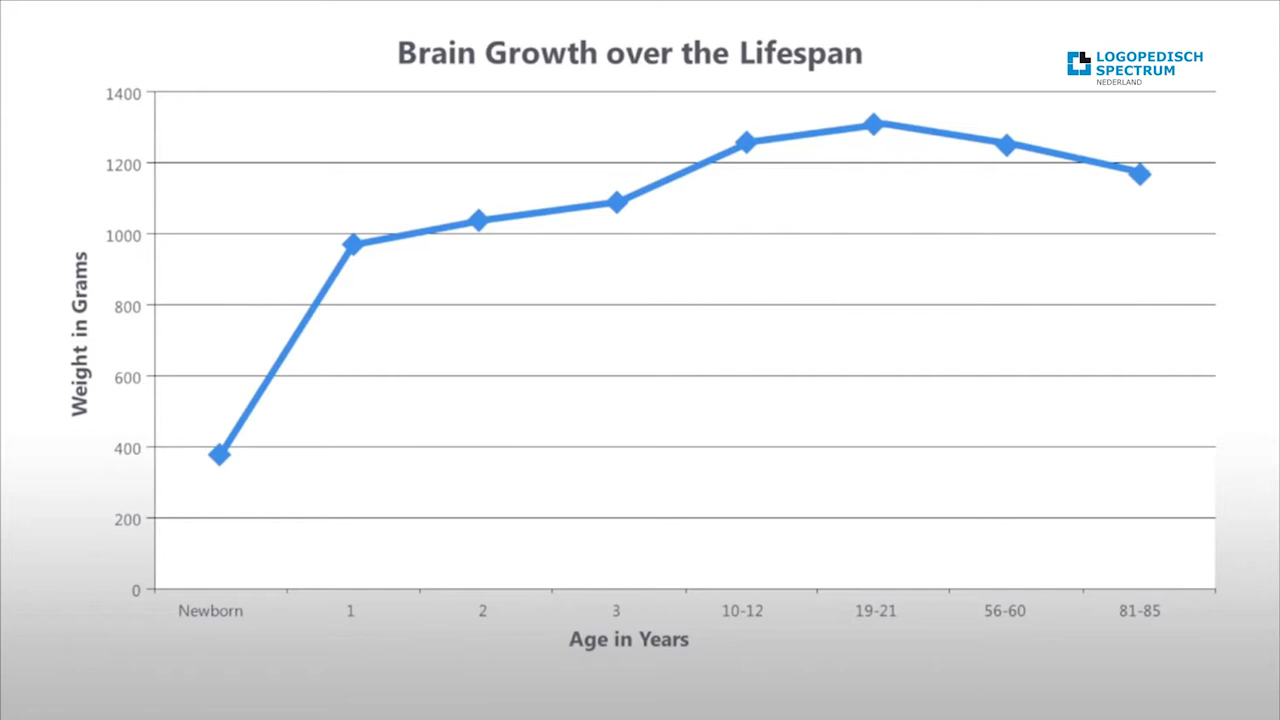 Brain Growth over the Lifespan
LOGOPEDISCH
SPECTRUM
NEDERLAND
1400
1200
1000
800
600
400
200
0
Weight in Grams
Newborn 1 2 3 10-12 19-21 56-60 81-85
Age in Years